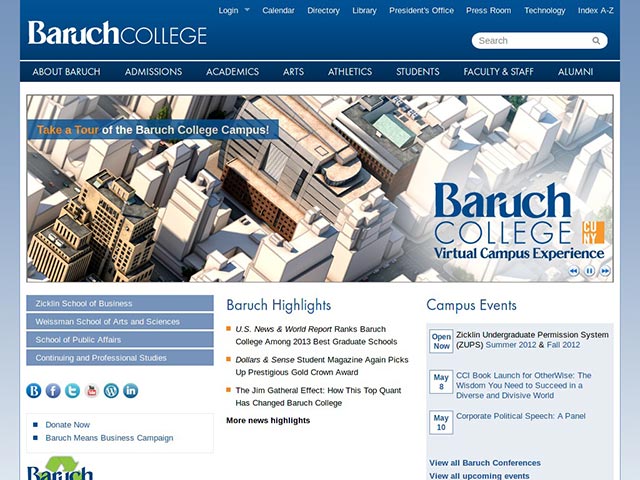 Login
Calendar
Directory
Library
President's Office
Press Room
Technology
Index A-Z
Baruch COLLEGE
Search
ABOUT BARUCH
ADMISSIONS
ACADEMICS
ARTS
ATHLETICS
STUDENTS
FACULTY & STAFF
ALUMNI
Take a Tour of the Baruch College Campus!
Baruch
COLLEGE
CU
NY
Virtual Campus Experience
Zicklin School of Business
Weissman School of Arts and Sciences
School of Public Affairs
Continuing and Professional Studies
Donate Now
Baruch Means Business Campaign
Baruch
Baruch Highlights
U.S. News & World Report Ranks Baruch
College Among 2013 Best Graduate Schools
Dollars & Sense Student Magazine Again Picks
Up Prestigious Gold Crown Award
The Jim Gatheral Effect: How This Top Quant
Has Changed Baruch College
More news highlights
Campus Events
Open
Now
Zicklin Undergraduate Permission System
(ZUPS) Summer 2012 & Fall 2012
May
8
CCI Book Launch for OtherWise: The
Wisdom You Need to Succeed in a
Diverse and Divisive World
May
10
Corporate Political Speech: A Panel
View all Baruch Conferences
View all upcoming events